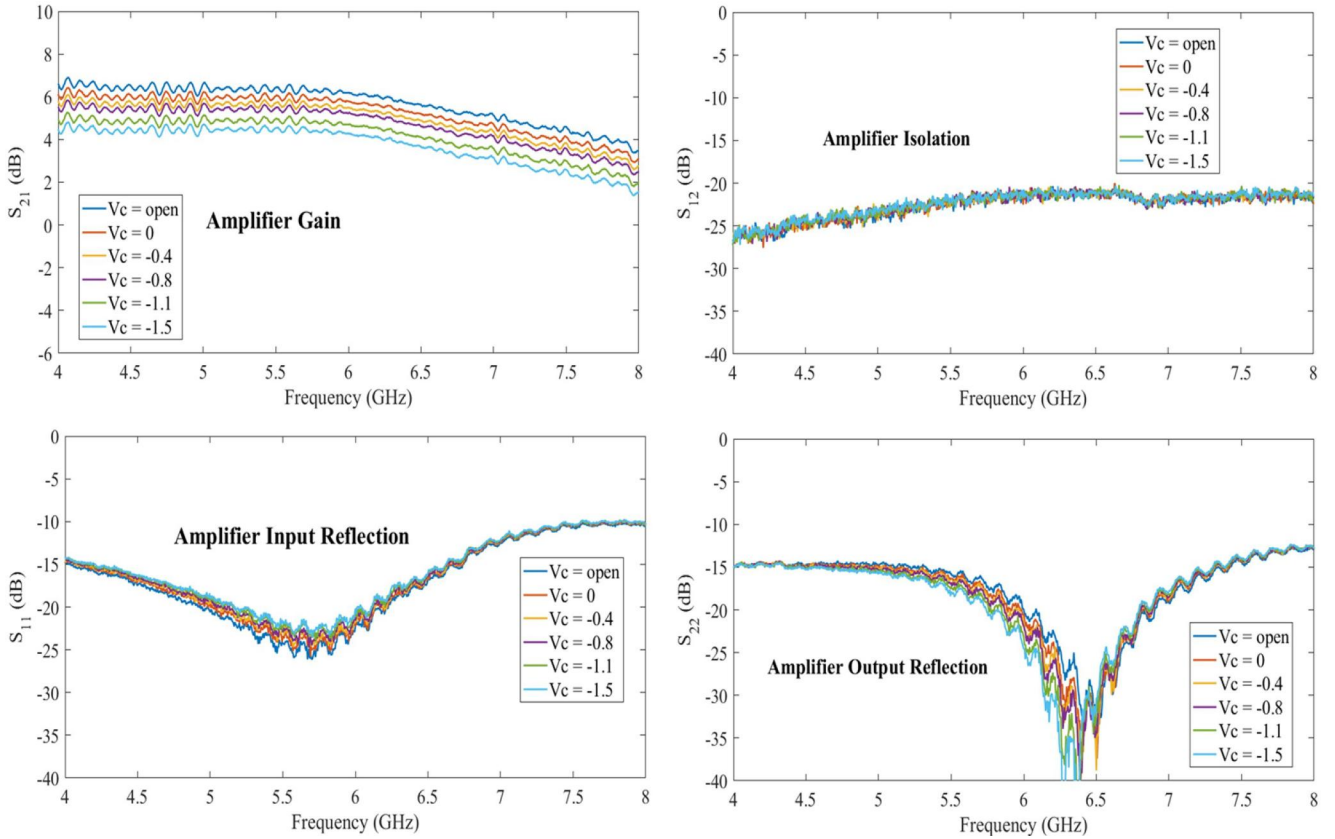 10
8
6
4
2
0
-2
-4
-6
S21 (dB)
Amplifier Gain
Vc = open
Vc = 0
Vc = -0.4
Vc = -0.8
Vc = -1.1
Vc = -1.5
4 4.5 5 5.5 6 6.5 7 7.5 8
Frequency (GHz)
0
-5
-10
-15
-20
-25
-30
-35
-40
S12 (dB)
Amplifier Isolation
Vc = open
Vc = 0
Vc = -0.4
Vc = -0.8
Vc = -1.1
Vc = -1.5
4 4.5 5 5.5 6 6.5 7 7.5 8
Frequency (GHz)
0
-5
-10
-15
-20
-25
-30
-35
-40
S11 (dB)
Amplifier Input Reflection
Vc = open
Vc = 0
Vc = -0.4
Vc = -0.8
Vc = -1.1
Vc = -1.5
4 4.5 5 5.5 6 6.5 7 7.5 8
Frequency (GHz)
0
-5
-10
-15
-20
-25
-30
-35
-40
S22 (dB)
Amplifier Output Reflection
Vc = open
Vc = 0
Vc = -0.4
Vc = -0.8
Vc = -1.1
Vc = -1.5
4 4.5 5 5.5 6 6.5 7 7.5 8
Frequency (GHz)